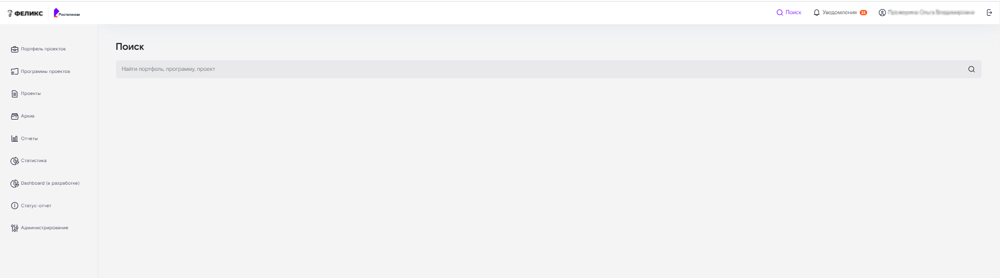 ФЕЛИКС
Ростелеком
Поиск
Уведомления 11
Портфель проектов
Программы проектов
Проекты
Архив
Отчеты
Статистика
Dashboard (в разработке)
Статус-отчет
Администрирование
Поиск
Найти портфель, программу, проект